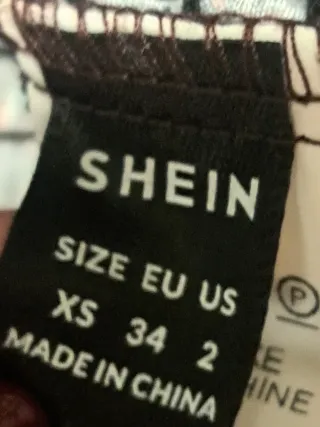 SHEIN
SIZE EU US
XS 34 2
MADE IN CHINA
P